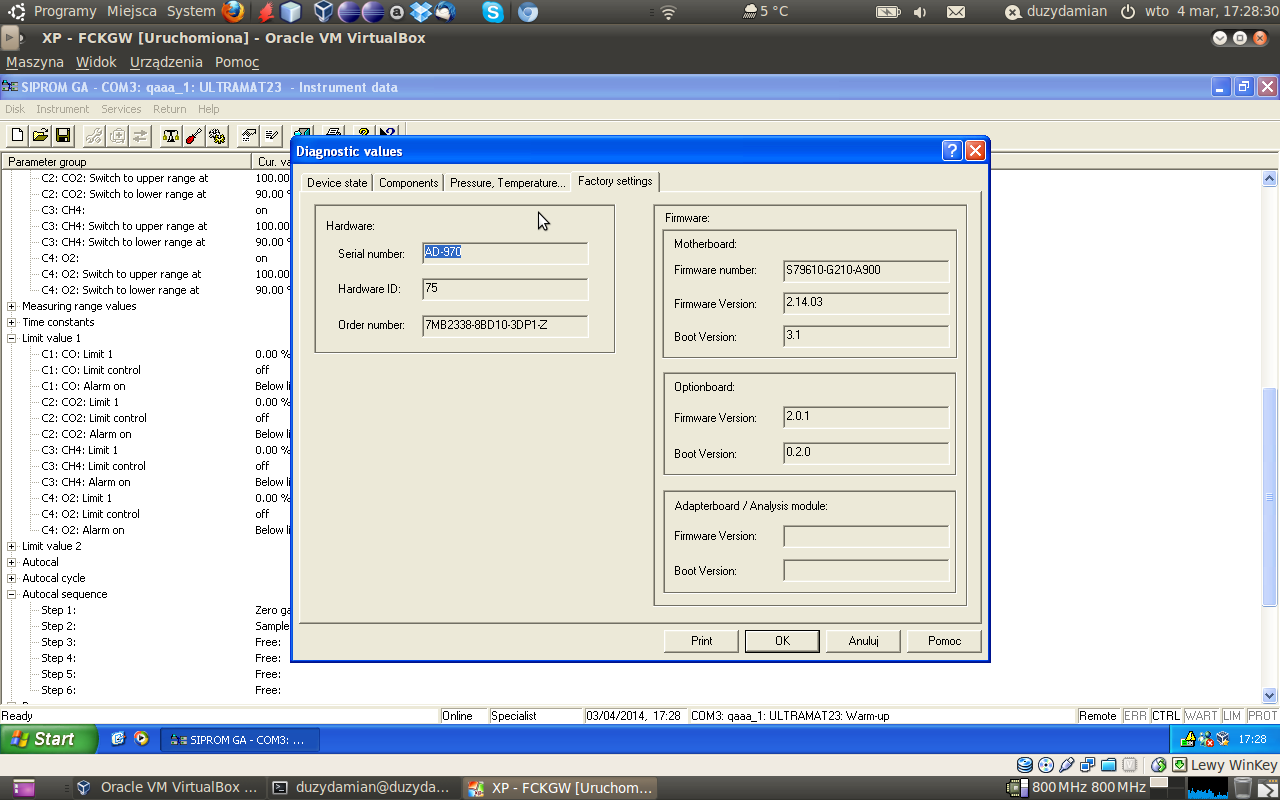 Programy Miejsca System 5 °C duzydamian wto 4 mar, 17:28:30
XP - FCKGW [Uruchomiona] - Oracle VM VirtualBox
Maszyna Widok Urządzenia Pomoc
SIPROM GA - COM3: qaaa_1: ULTRAMAT23 - Instrument data
Disk Instrument Services Return Help
Parameter group Cur. va
C2: CO2: Switch to upper range at 100.00
C2: CO2: Switch to lower range at 90.00 %
C3: CH4: on
C3: CH4: Switch to upper range at 100.00
C3: CH4: Switch to lower range at 90.00 %
C4: O2: on
C4: O2: Switch to upper range at 100.00
C4: O2: Switch to lower range at 90.00 %
Measuring range values
Time constants
Limit value 1
C1: CO: Limit 1 0.00 %
C1: CO: Limit control off
C1: CO: Alarm on Below li
C2: CO2: Limit 1 0.00 %
C2: CO2: Limit control off
C2: CO2: Alarm on Below li
C3: CH4: Limit 1 0.00 %
C3: CH4: Limit control off
C3: CH4: Alarm on Below li
C4: O2: Limit 1 0.00 %
C4: O2: Limit control off
C4: O2: Alarm on Below li
Limit value 2
Autocal
Autocal cycle
Autocal sequence
Step 1: Zero ga
Step 2: Sample
Step 3: Free:
Step 4: Free:
Step 5: Free:
Step 6: Free:
Diagnostic values
Device state Components Pressure, Temperature... Factory settings
Hardware:
Serial number: AD-970
Hardware ID: 75
Order number: 7MB2338-8BD10-3DP1-Z
Firmware:
Motherboard:
Firmware number: S79610-G210-A900
Firmware Version: 2.14.03
Boot Version: 3.1
Optionboard:
Firmware Version: 2.0.1
Boot Version: 0.2.0
Adapterboard / Analysis module:
Firmware Version:
Boot Version:
Print OK Anuluj Pomoc
Ready Online Specialist 03/04/2014, 17:28 COM3: qaaa_1: ULTRAMAT23: Warm-up Remote ERR CTRL WART LIM PROT
Start SIPROM GA - COM3: ... 17:28
Lewy WinKey
Oracle VM VirtualBox ... duzydamian@duzyda... XP - FCKGW [Uruchom... 800 MHz 800 MHz